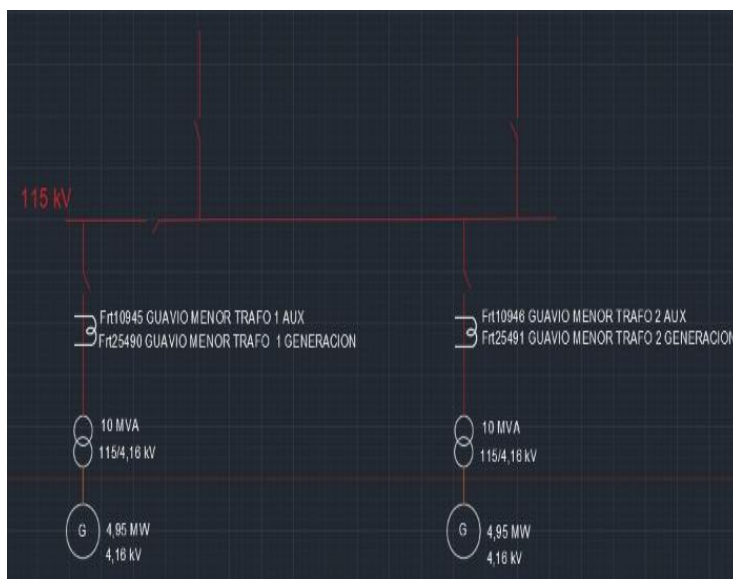 115 kV
Frt10945 GUAVIO MENOR TRAFO 1 AUX
Frt25490 GUAVIO MENOR TRAFO 1 GENERACION
Frt10946 GUAVIO MENOR TRAFO 2 AUX
Frt25491 GUAVIO MENOR TRAFO 2 GENERACION
10 MVA
115/4,16 kV
10 MVA
115/4,16 kV
G
4,95 MW
4,16 kV
G
4,95 MW
4,16 kV